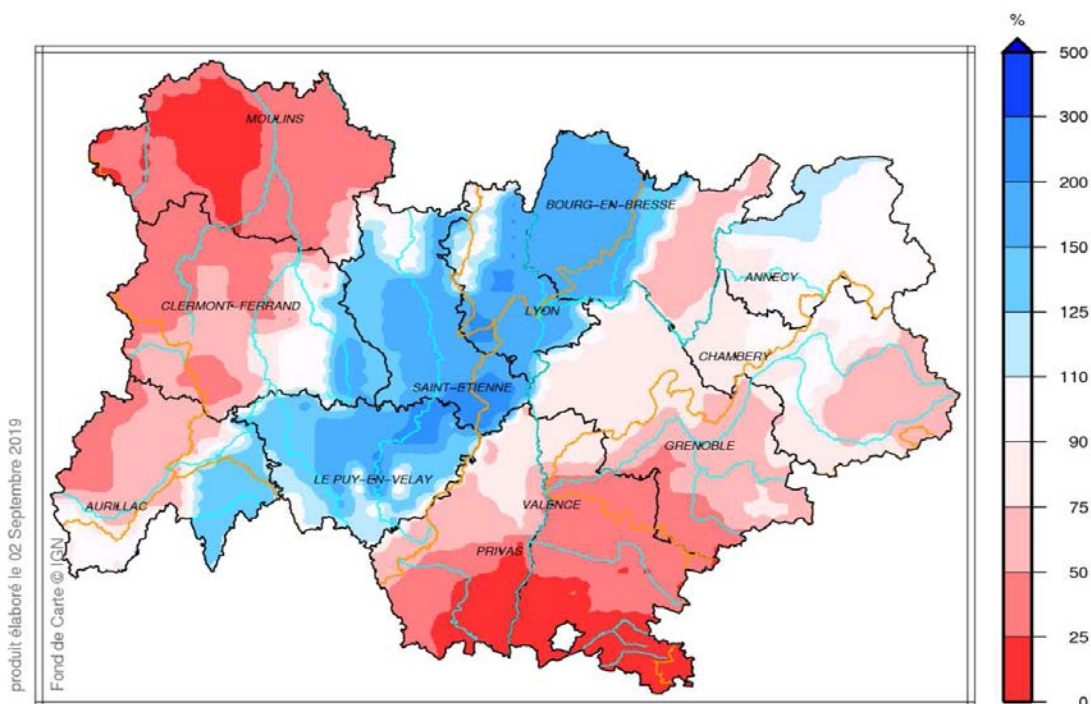 %
500
300
200
150
125
110
90
75
50
25
0
MOULINS
BOURG-EN-BRESSE
ANNECY
CLERMONT-FERRAND
LYON
CHAMBERY
SAINT-ETIENNE
GRENOBLE
LE PUY-EN-VELAY
AURILLAC
VALENCE
PRIVAS
produit élaboré le 02 Septembre 2019
Fond de Carte © IGN